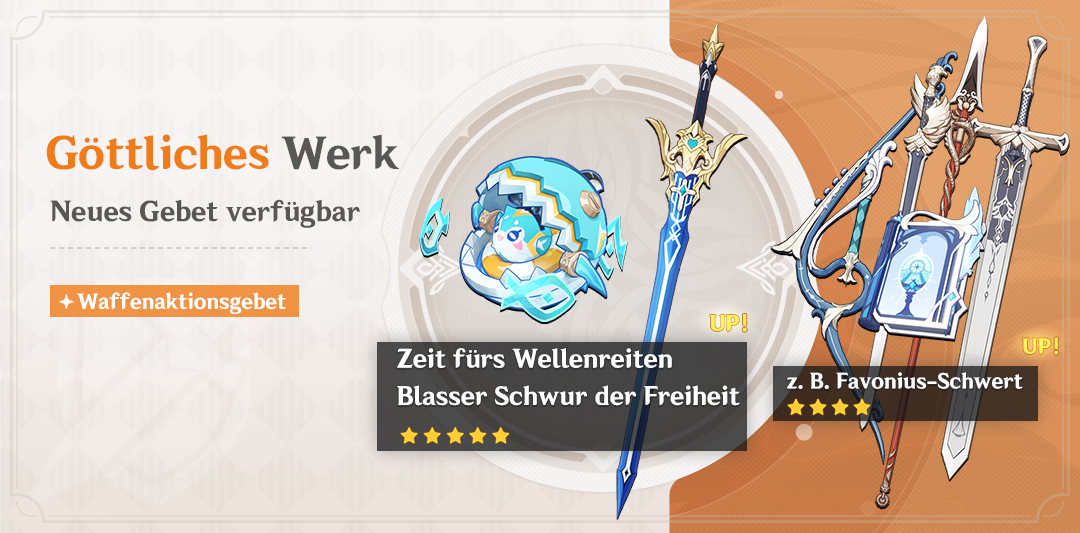 Göttliches Werk
Neues Gebet verfügbar
Waffenaktionsgebet
UP!
Zeit fürs Wellenreiten
Blasser Schwur der Freiheit
UP!
z. B. Favonius-Schwert